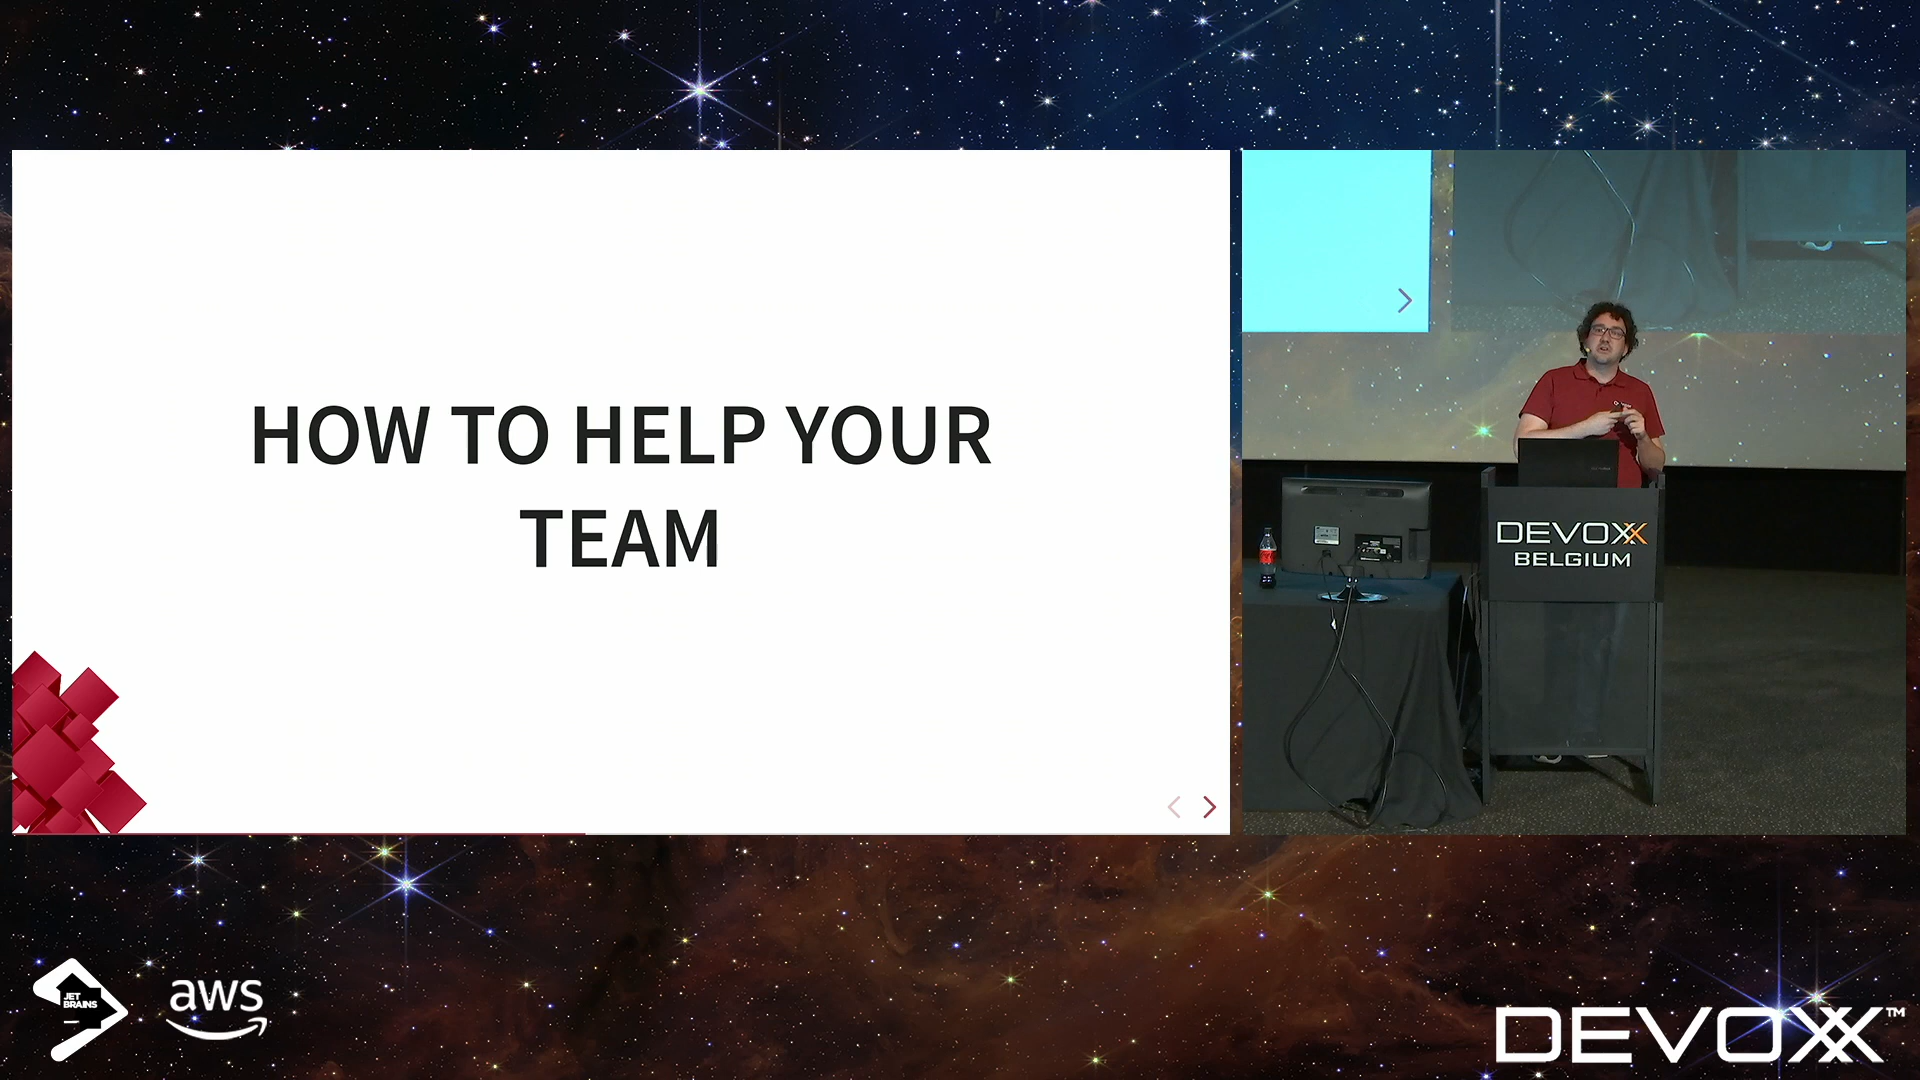 HOW TO HELP YOUR
TEAM
DEVOXX
BELGIUM
JET
BRAINS
aws
DEVOXX™